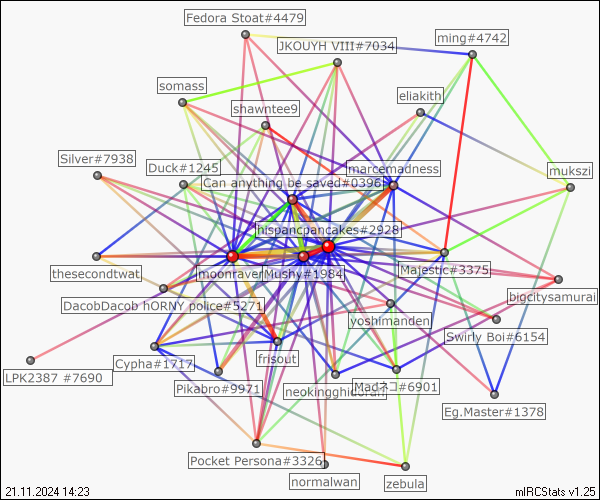 Fedora Stoat#4479
ming#4742
JKOUYH VIII#7034
somass
eliakith
shawntee9
Silver#7938
Duck#1245
marcemadness
mukszi
Can anything be saved#0396
hispancpancakes#2928
thesecondtwat
moonraven
Mushy#1984
Majestic#3375
DacobDacob hORNY police#5271
bigcitysamurai
yoshimanden
Swirly Boi#6154
Cypha#1717
frisout
LPK2387 #7690
Pikabro#9971
neokingghidorah
Madネコ#6901
Eg.Master#1378
Pocket Persona#3326
normalwan
zebula
21.11.2024 14:23
mIRCStats v1.25